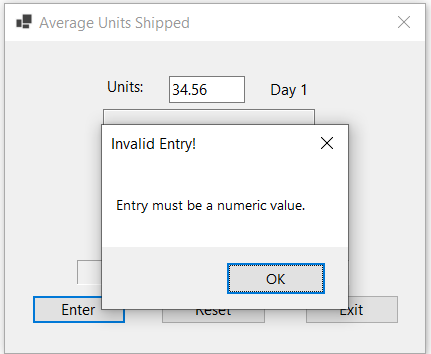 Average Units Shipped
Units: 34.56 Day 1
Invalid Entry!
Entry must be a numeric value.
OK
Enter Reset Exit